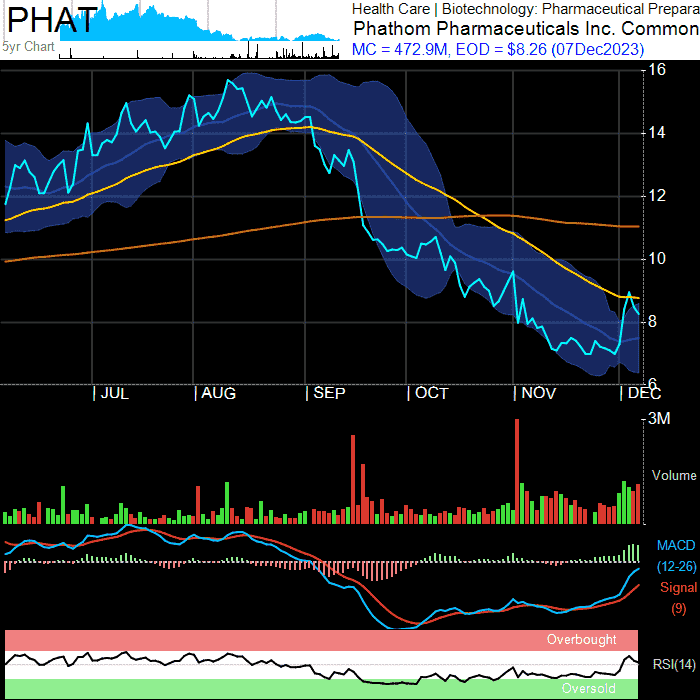 PHAT
Health Care | Biotechnology: Pharmaceutical Prepara
Phathom Pharmaceuticals Inc. Common
5yr Chart
MC = 472.9M, EOD = $8.26 (07Dec2023)
16
14
12
10
8
6
| JUL | AUG | SEP | OCT | NOV | DEC
3M
Volume
MACD
(12-26)
Signal
(9)
Overbought
RSI(14)
Oversold